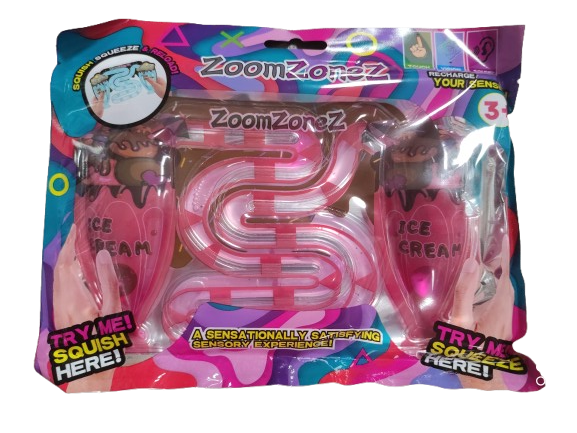 SQUISH SQUEEZE & RELOAD!
ZoomZoneZ
RECHARGE
YOUR SENS
3+
ZoomZoneZ
ICE
CREAM
ICE
CREAM
TRY ME!
SQUISH
HERE!
A SENSATIONALLY SATISFYING
SENSORY EXPERIENCE!
TRY ME
SQUEEZE
HERE!